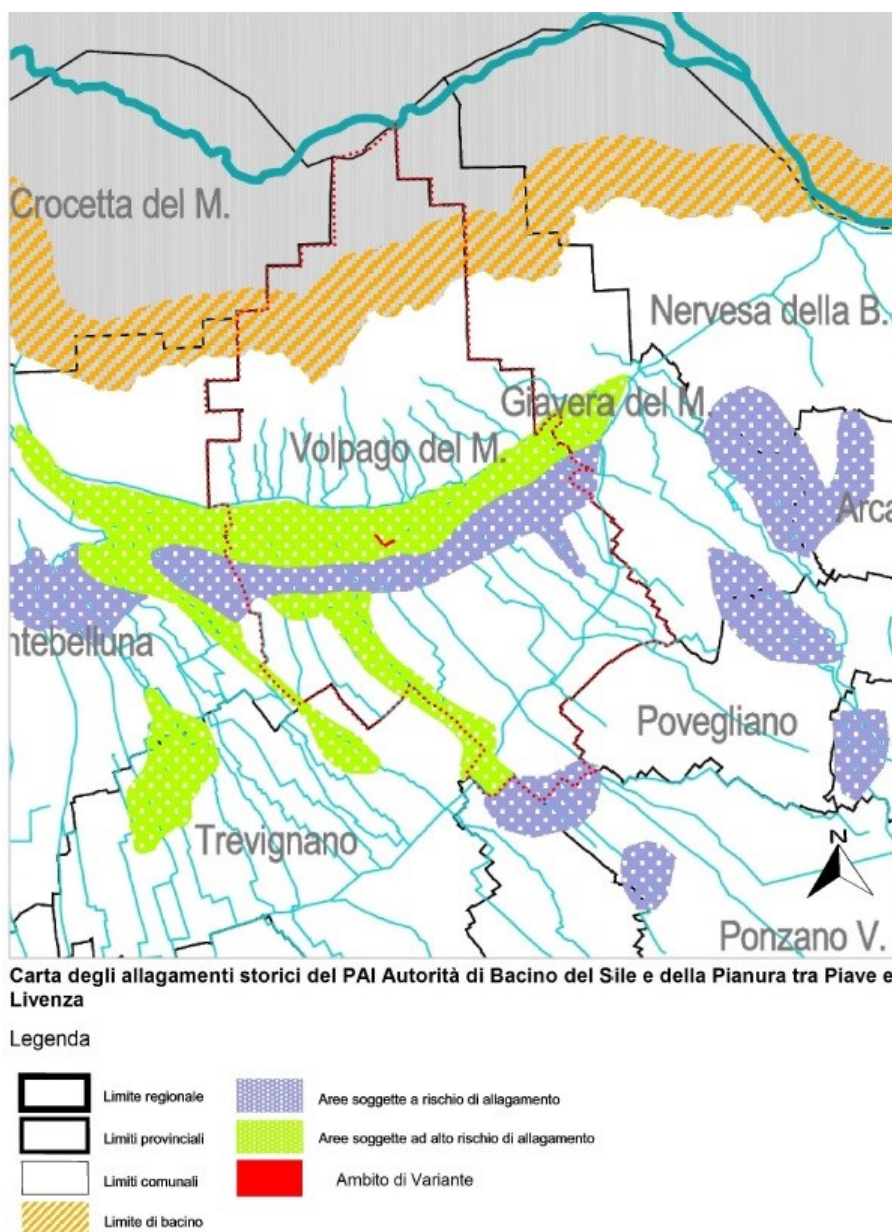 Crocetta del M.
Nervesa della B.
Giavera del M.
Volpago del M.
Arca
ntebelluna
Povegliano
Trevignano
N
Ponzano V.
Carta degli allagamenti storici del PAI Autorità di Bacino del Sile e della Pianura tra Piave e
Livenza
Legenda
Limite regionale
Aree soggette a rischio di allagamento
Limiti provinciali
Aree soggette ad alto rischio di allagamento
Limiti comunali
Ambito di Variante
Limite di bacino